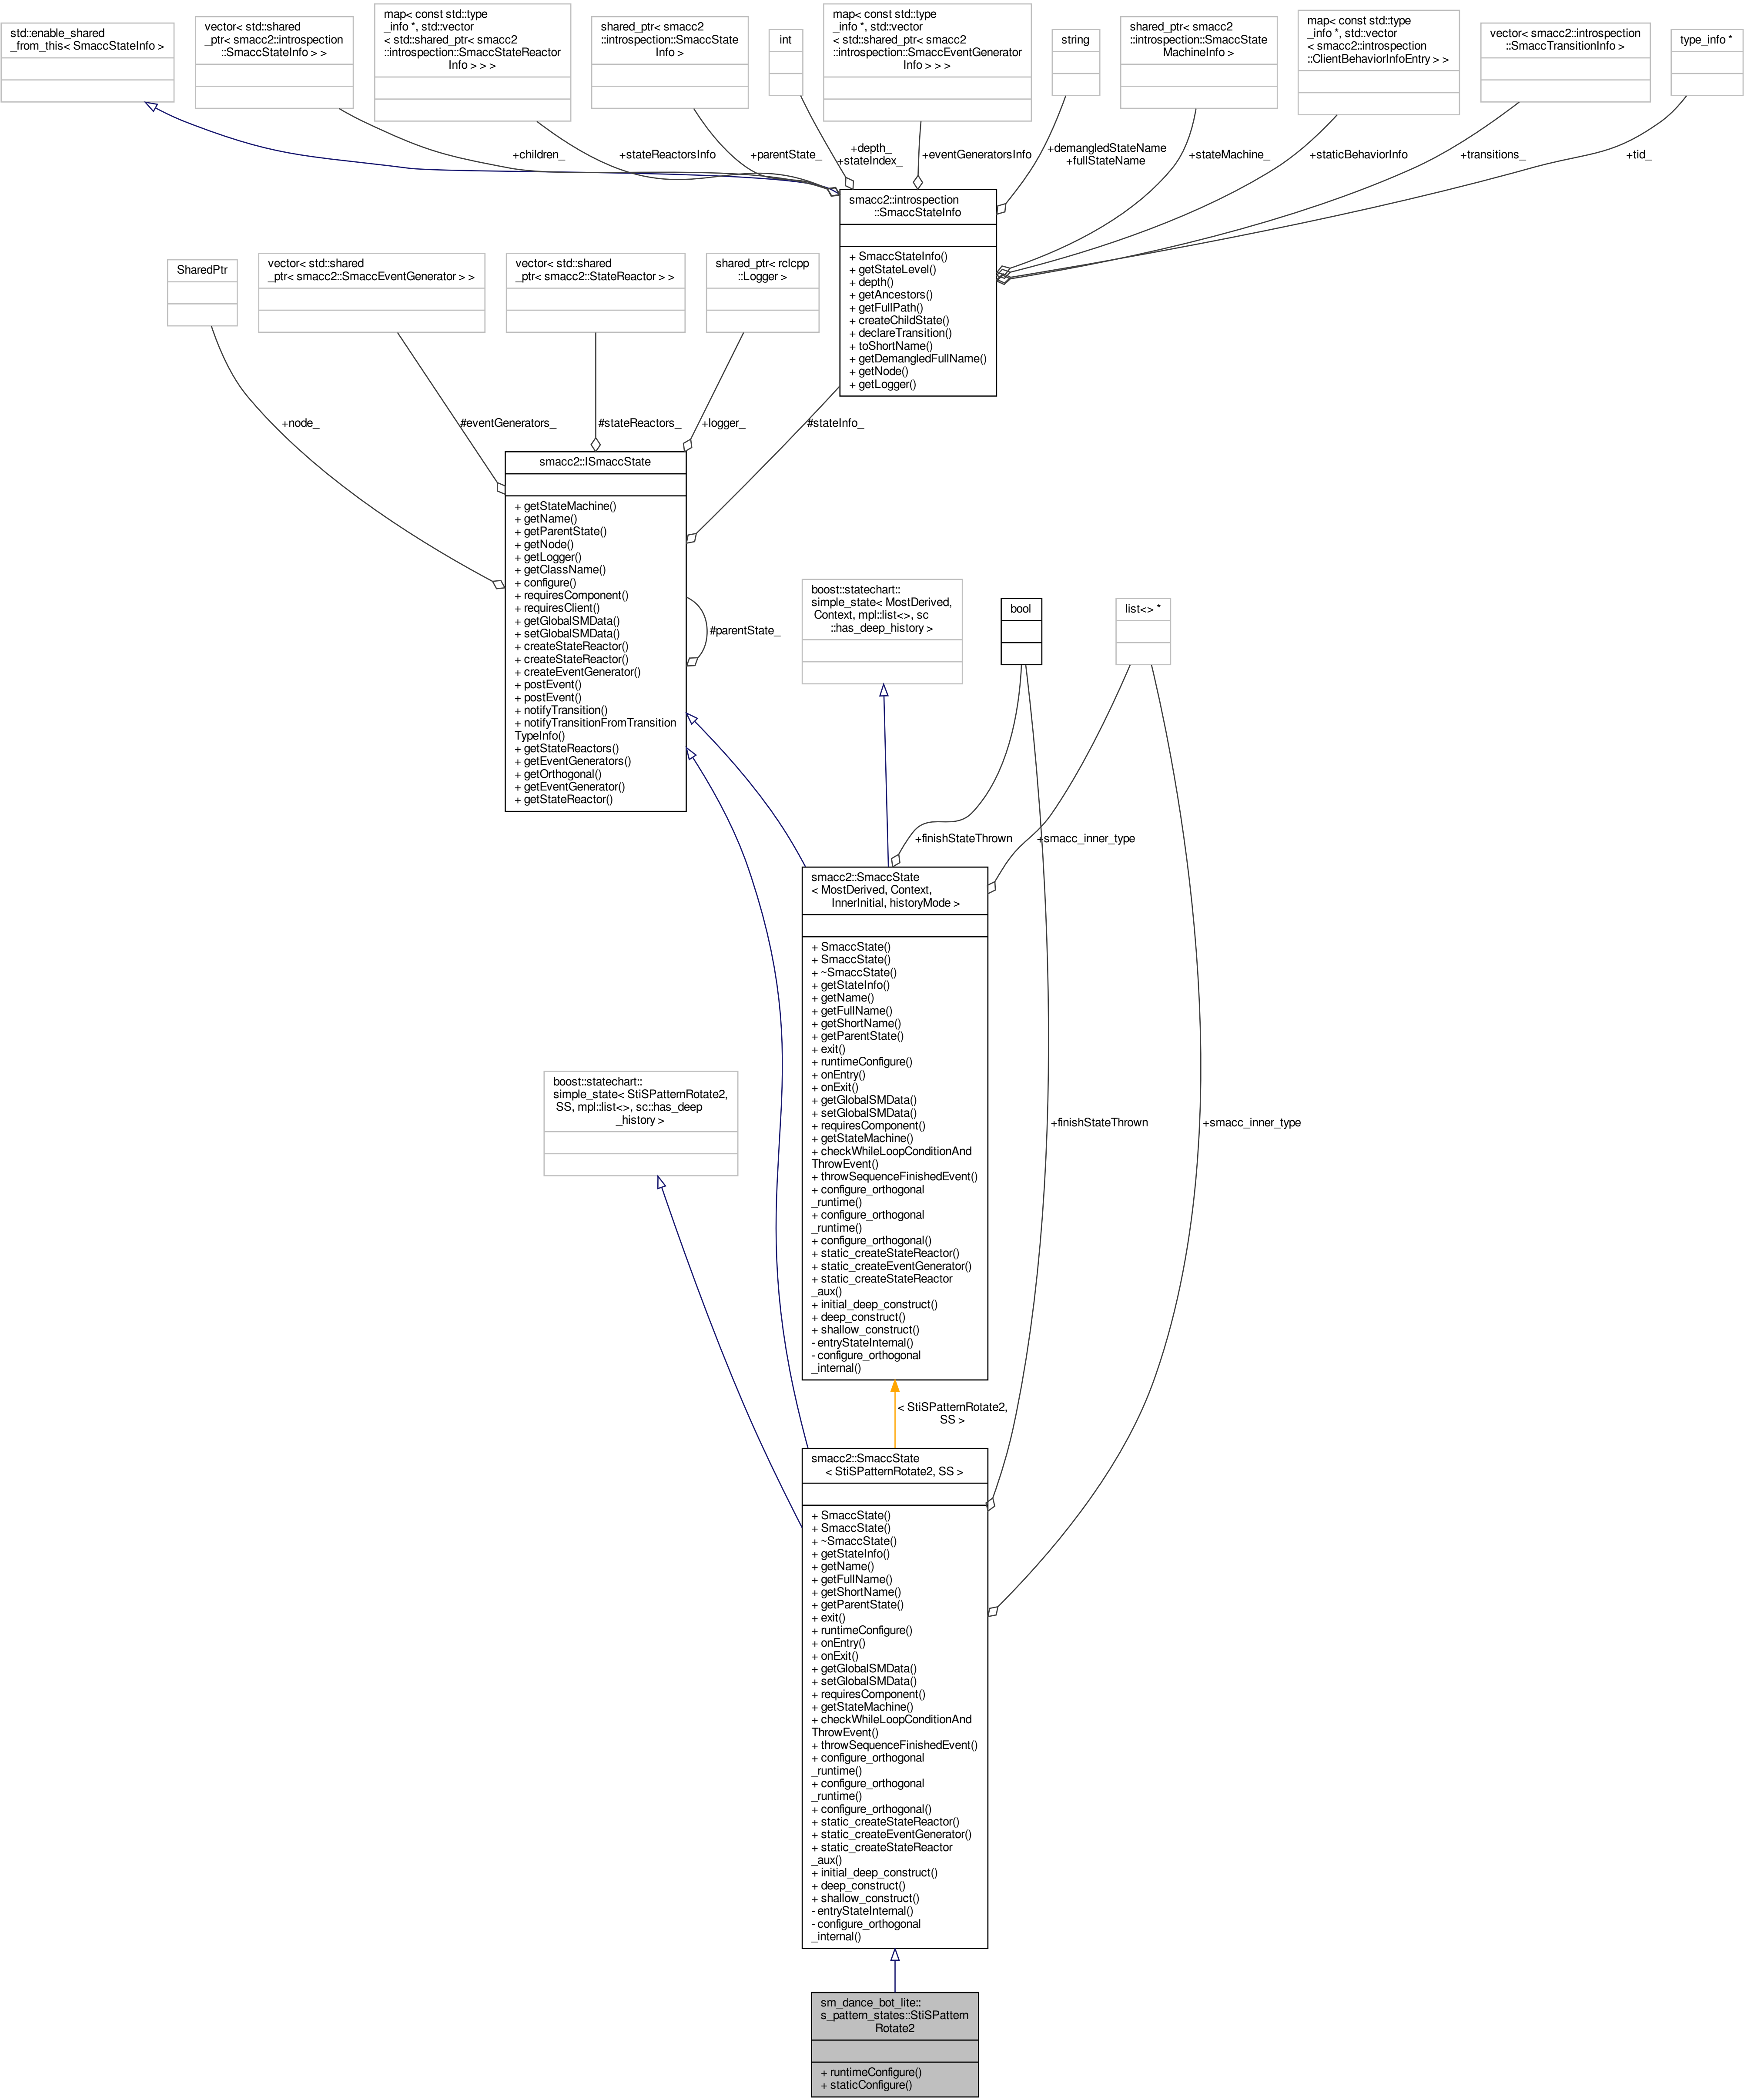 std::enable_shared
_from_this< SmaccStateInfo >
vector< std::shared
_ptr< smacc2::introspection
::SmaccStateInfo > >
map< const std::type
_info *, std::vector
< std::shared_ptr< smacc2
::introspection::SmaccStateReactor
Info > > >
shared_ptr< smacc2
::introspection::SmaccState
Info >
int
map< const std::type
_info *, std::vector
< std::shared_ptr< smacc2
::introspection::SmaccEventGenerator
Info > > >
string
shared_ptr< smacc2
::introspection::SmaccState
MachineInfo >
map< const std::type
_info *, std::vector
< smacc2::introspection
::ClientBehaviorInfoEntry > >
vector< smacc2::introspection
::SmaccTransitionInfo >
type_info *
+children_
+stateReactorsInfo
+parentState_
+depth_
+stateIndex_
+eventGeneratorsInfo
+demangledStateName
+fullStateName
+stateMachine_
+staticBehaviorInfo
+transitions_
+tid_
smacc2::introspection
::SmaccStateInfo
+ SmaccStateInfo()
+ getStateLevel()
+ depth()
+ getAncestors()
+ getFullPath()
+ createChildState()
+ declareTransition()
+ toShortName()
+ getDemangledFullName()
+ getNode()
+ getLogger()
SharedPtr
vector< std::shared
_ptr< smacc2::SmaccEventGenerator > >
vector< std::shared
_ptr< smacc2::StateReactor > >
shared_ptr< rclcpp
::Logger >
+node_
#eventGenerators_
#stateReactors_
+logger_
#stateInfo_
smacc2::ISmaccState
+ getStateMachine()
+ getName()
+ getParentState()
+ getNode()
+ getLogger()
+ getClassName()
+ configure()
+ requiresComponent()
+ requiresClient()
+ getGlobalSMData()
+ setGlobalSMData()
+ createStateReactor()
+ createStateReactor()
+ createEventGenerator()
+ postEvent()
+ postEvent()
+ notifyTransition()
+ notifyTransitionFromTransition
TypeInfo()
+ getStateReactors()
+ getEventGenerators()
+ getOrthogonal()
+ getEventGenerator()
+ getStateReactor()
#parentState_
boost::statechart::
simple_state< MostDerived,
Context, mpl::list<>, sc
::has_deep_history >
bool
list<> *
+finishStateThrown
+smacc_inner_type
smacc2::SmaccState
< MostDerived, Context,
InnerInitial, historyMode >
+ SmaccState()
+ SmaccState()
+ ~SmaccState()
+ getStateInfo()
+ getName()
+ getFullName()
+ getShortName()
+ getParentState()
+ exit()
+ runtimeConfigure()
+ onEntry()
+ onExit()
+ getGlobalSMData()
+ setGlobalSMData()
+ requiresComponent()
+ getStateMachine()
+ checkWhileLoopConditionAnd
ThrowEvent()
+ throwSequenceFinishedEvent()
+ configure_orthogonal
_runtime()
+ configure_orthogonal
_runtime()
+ configure_orthogonal()
+ static_createStateReactor()
+ static_createEventGenerator()
+ static_createStateReactor
_aux()
+ initial_deep_construct()
+ deep_construct()
+ shallow_construct()
- entryStateInternal()
- configure_orthogonal
_internal()
boost::statechart::
simple_state< StiSPatternRotate2,
SS, mpl::list<>, sc::has_deep
_history >
+finishStateThrown
+smacc_inner_type
< StiSPatternRotate2,
SS >
smacc2::SmaccState
< StiSPatternRotate2, SS >
+ SmaccState()
+ SmaccState()
+ ~SmaccState()
+ getStateInfo()
+ getName()
+ getFullName()
+ getShortName()
+ getParentState()
+ exit()
+ runtimeConfigure()
+ onEntry()
+ onExit()
+ getGlobalSMData()
+ setGlobalSMData()
+ requiresComponent()
+ getStateMachine()
+ checkWhileLoopConditionAnd
ThrowEvent()
+ throwSequenceFinishedEvent()
+ configure_orthogonal
_runtime()
+ configure_orthogonal
_runtime()
+ configure_orthogonal()
+ static_createStateReactor()
+ static_createEventGenerator()
+ static_createStateReactor
_aux()
+ initial_deep_construct()
+ deep_construct()
+ shallow_construct()
- entryStateInternal()
- configure_orthogonal
_internal()
sm_dance_bot_lite::
s_pattern_states::StiSPattern
Rotate2
+ runtimeConfigure()
+ staticConfigure()